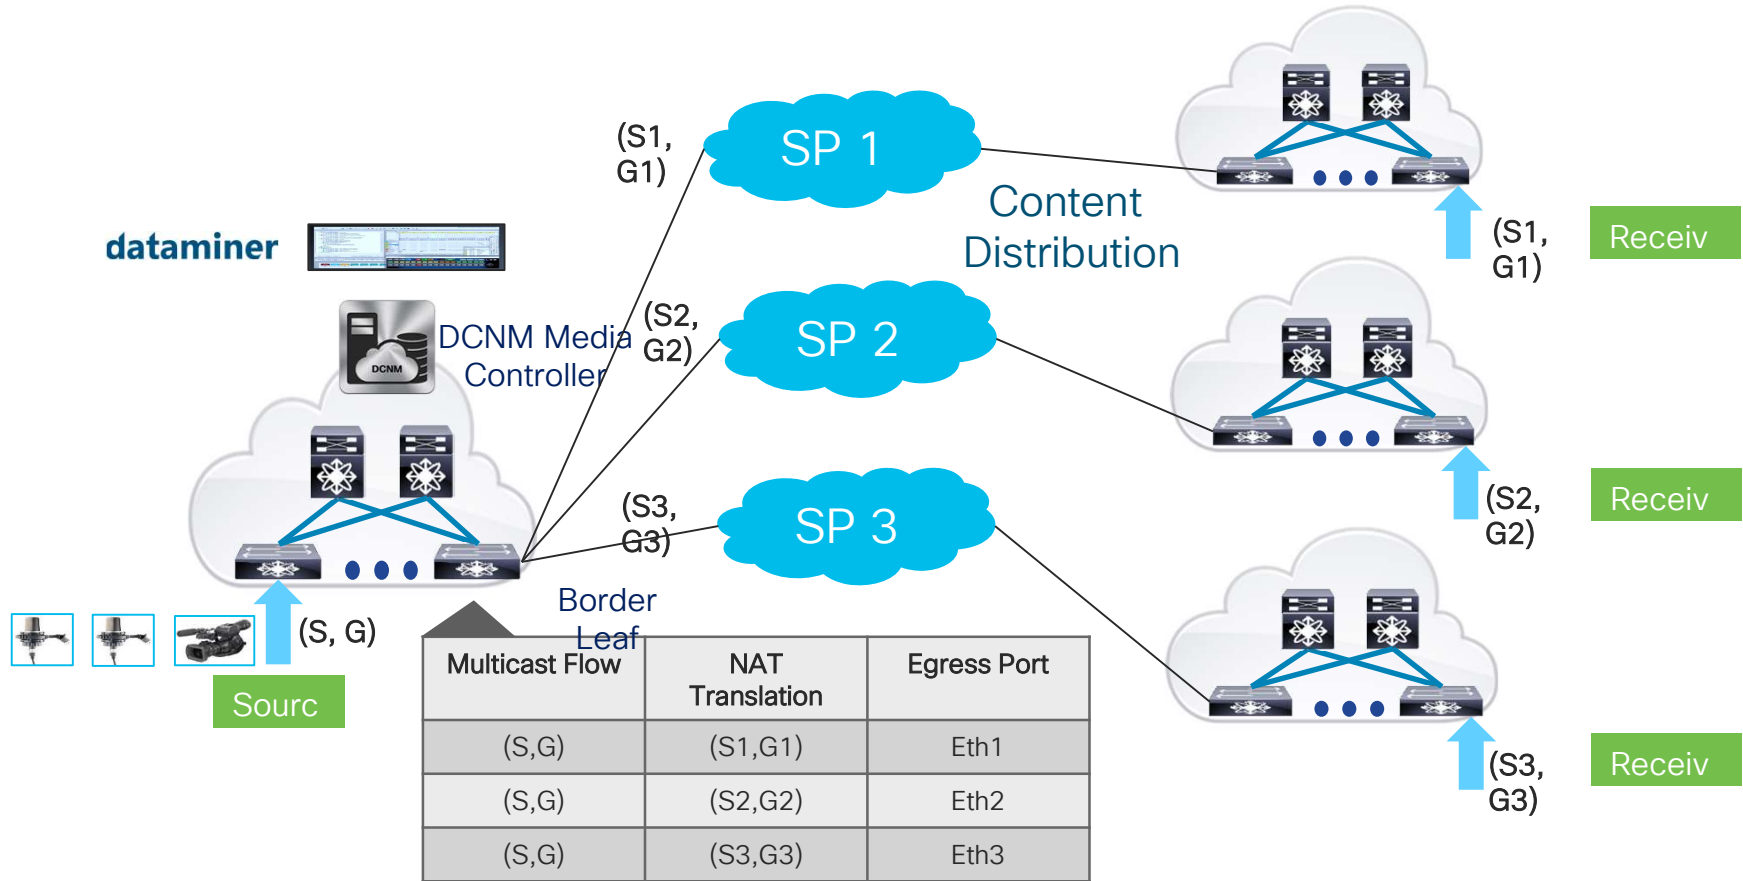 SP 1
(S1,
G1)
Content
Distribution
dataminer
(S1,
G1)
Receiv
DCNM Media
Controller
DCNM
(S2,
G2)
SP 2
(S2,
G2)
Receiv
(S3,
G3)
SP 3
(S, G)
Sourc
Border
Leaf
(S3,
G3)
Receiv
Multicast Flow
NAT
Translation
Egress Port
(S,G)
(S1,G1)
Eth1
(S,G)
(S2,G2)
Eth2
(S,G)
(S3,G3)
Eth3